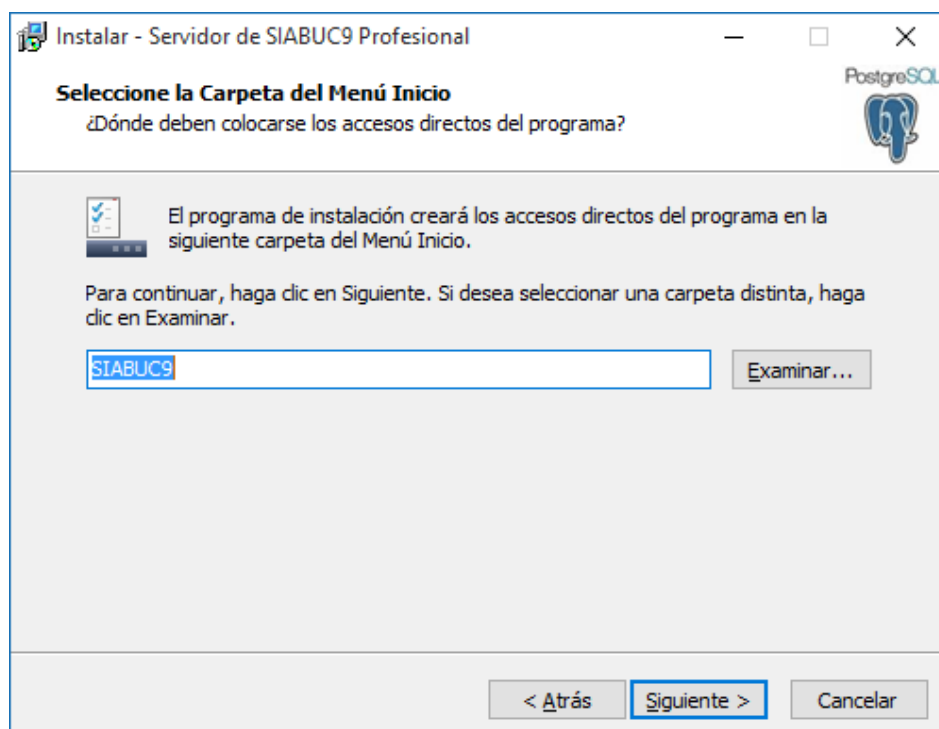 Instalar - Servidor de SIABUC9 Profesional
PostgreSQL
Seleccione la Carpeta del Menú Inicio
¿Dónde deben colocarse los accesos directos del programa?
El programa de instalación creará los accesos directos del programa en la
siguiente carpeta del Menú Inicio.
Para continuar, haga clic en Siguiente. Si desea seleccionar una carpeta distinta, haga
clic en Examinar.
SIABUC9
Examinar...
< Atrás
Siguiente >
Cancelar